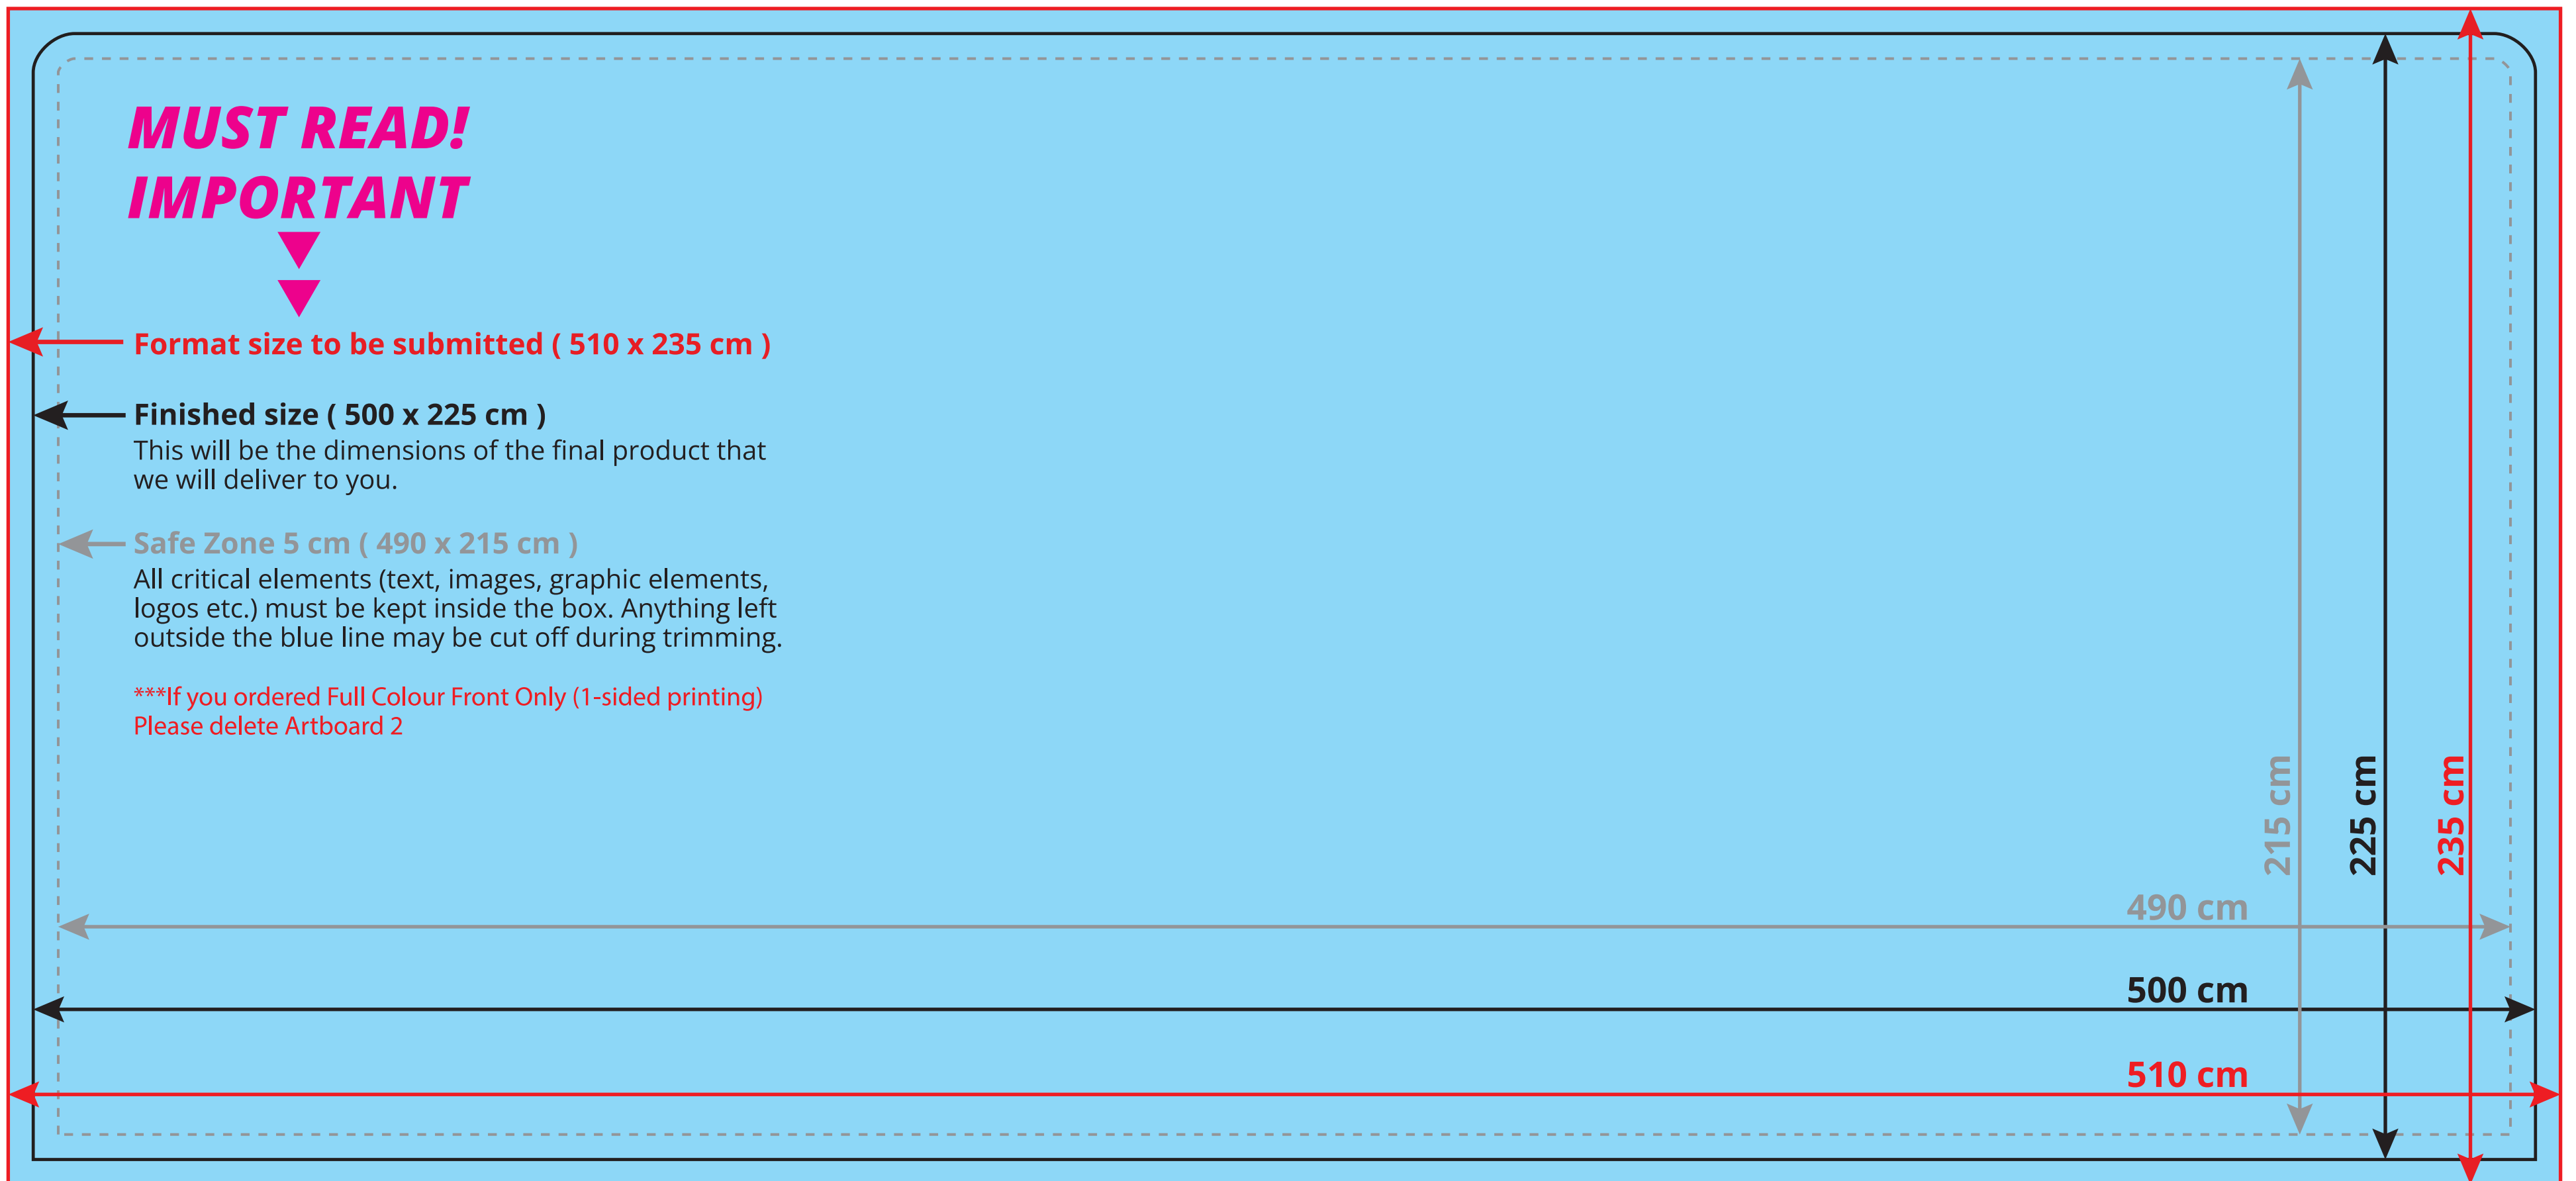 MUST READ!
IMPORTANT
Format size to be submitted ( 510 x 235 cm )
Finished size ( 500 x 225 cm )
This will be the dimensions of the final product that
we will deliver to you.
Safe Zone 5 cm ( 490 x 215 cm )
All critical elements (text, images, graphic elements,
logos etc.) must be kept inside the box. Anything left
outside the blue line may be cut off during trimming.
***If you ordered Full Colour Front Only (1-sided printing)
Please delete Artboard 2
215 cm
225 cm
235 cm
490 cm
500 cm
510 cm